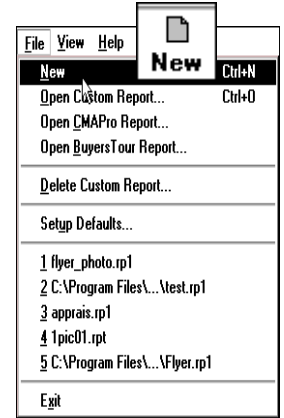 File View Help
New
New Ctrl+N
Open Custom Report... Ctrl+O
Open CMAPro Report...
Open BuyersTour Report...
Delete Custom Report...
Setup Defaults...
1 flyer_photo.rp1
2 C:\Program Files\...\test.rp1
3 apprais.rp1
4 1pic01.rpt
5 C:\Program Files\...\Flyer.rp1
Exit